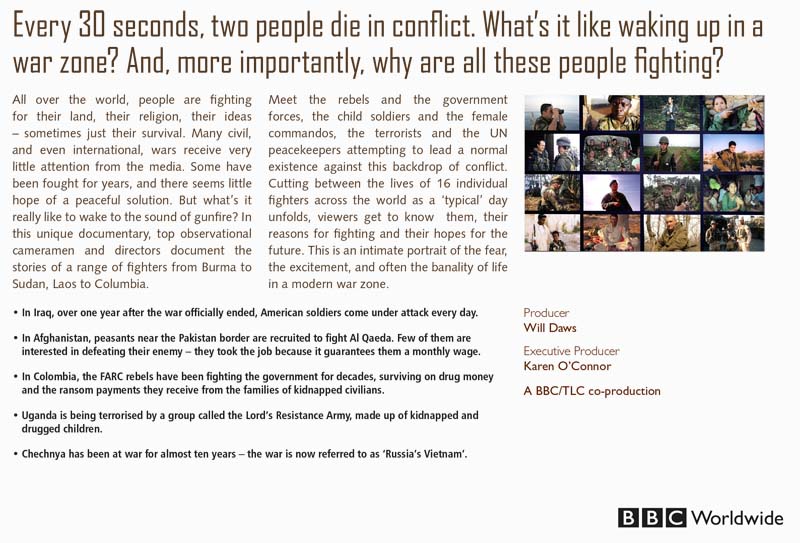 Every 30 seconds, two people die in conflict. What's it like waking up in a
war zone? And, more importantly, why are all these people fighting?
All over the world, people are fighting
for their land, their religion, their ideas
– sometimes just their survival. Many civil,
and even international, wars receive very
little attention from the media. Some have
been fought for years, and there seems little
hope of a peaceful solution. But what's it
really like to wake to the sound of gunfire? In
this unique documentary, top observational
cameramen and directors document the
stories of a range of fighters from Burma to
Sudan, Laos to Columbia.
Meet the rebels and the government
forces, the child soldiers and the female
commandos, the terrorists and the UN
peacekeepers attempting to lead a normal
existence against this backdrop of conflict.
Cutting between the lives of 16 individual
fighters across the world as a 'typical' day
unfolds, viewers get to know them, their
reasons for fighting and their hopes for the
future. This is an intimate portrait of the fear,
the excitement, and often the banality of life
in a modern war zone.
• In Iraq, over one year after the war officially ended, American soldiers come under attack every day.
• In Afghanistan, peasants near the Pakistan border are recruited to fight Al Qaeda. Few of them are
interested in defeating their enemy – they took the job because it guarantees them a monthly wage.
• In Colombia, the FARC rebels have been fighting the government for decades, surviving on drug money
and the ransom payments they receive from the families of kidnapped civilians.
• Uganda is being terrorised by a group called the Lord's Resistance Army, made up of kidnapped and
drugged children.
• Chechnya has been at war for almost ten years – the war is now referred to as 'Russia's Vietnam'.
Producer
Will Daws
Executive Producer
Karen O'Connor
A BBC/TLC co-production
BBC Worldwide